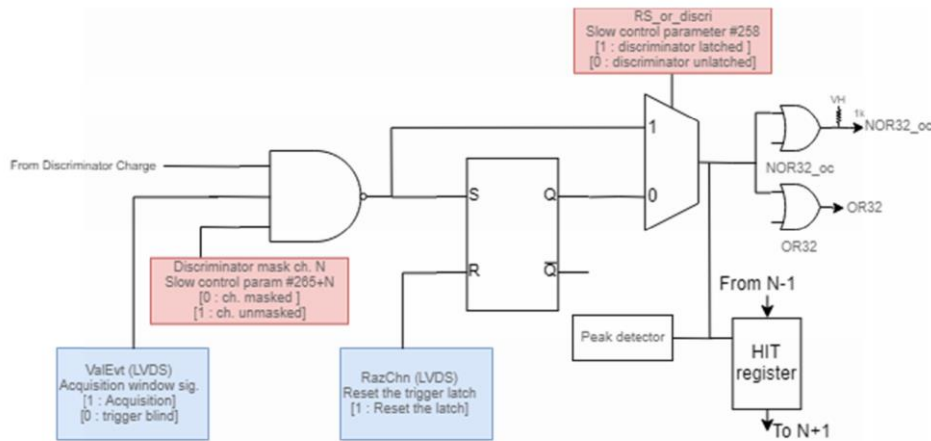 RS_or_discri
Slow control parameter #258
[1 : discriminator latched ]
[0 : discriminator unlatched]
VH
1k
NOR32_oc
1
NOR32_oc
From Discriminator Charge
S
Q
0
OR32
OR32
Discriminator mask ch. N
Slow control param #265+N
[0 : ch. masked ]
[1 : ch. unmasked]
R
Q
From N-1
Peak detector
HIT
register
ValEvt (LVDS)
Acquisition window sig.
[1 : Acquisition]
[0 : trigger blind]
RazChn (LVDS)
Reset the trigger latch
[1 : Reset the latch]
To N+1